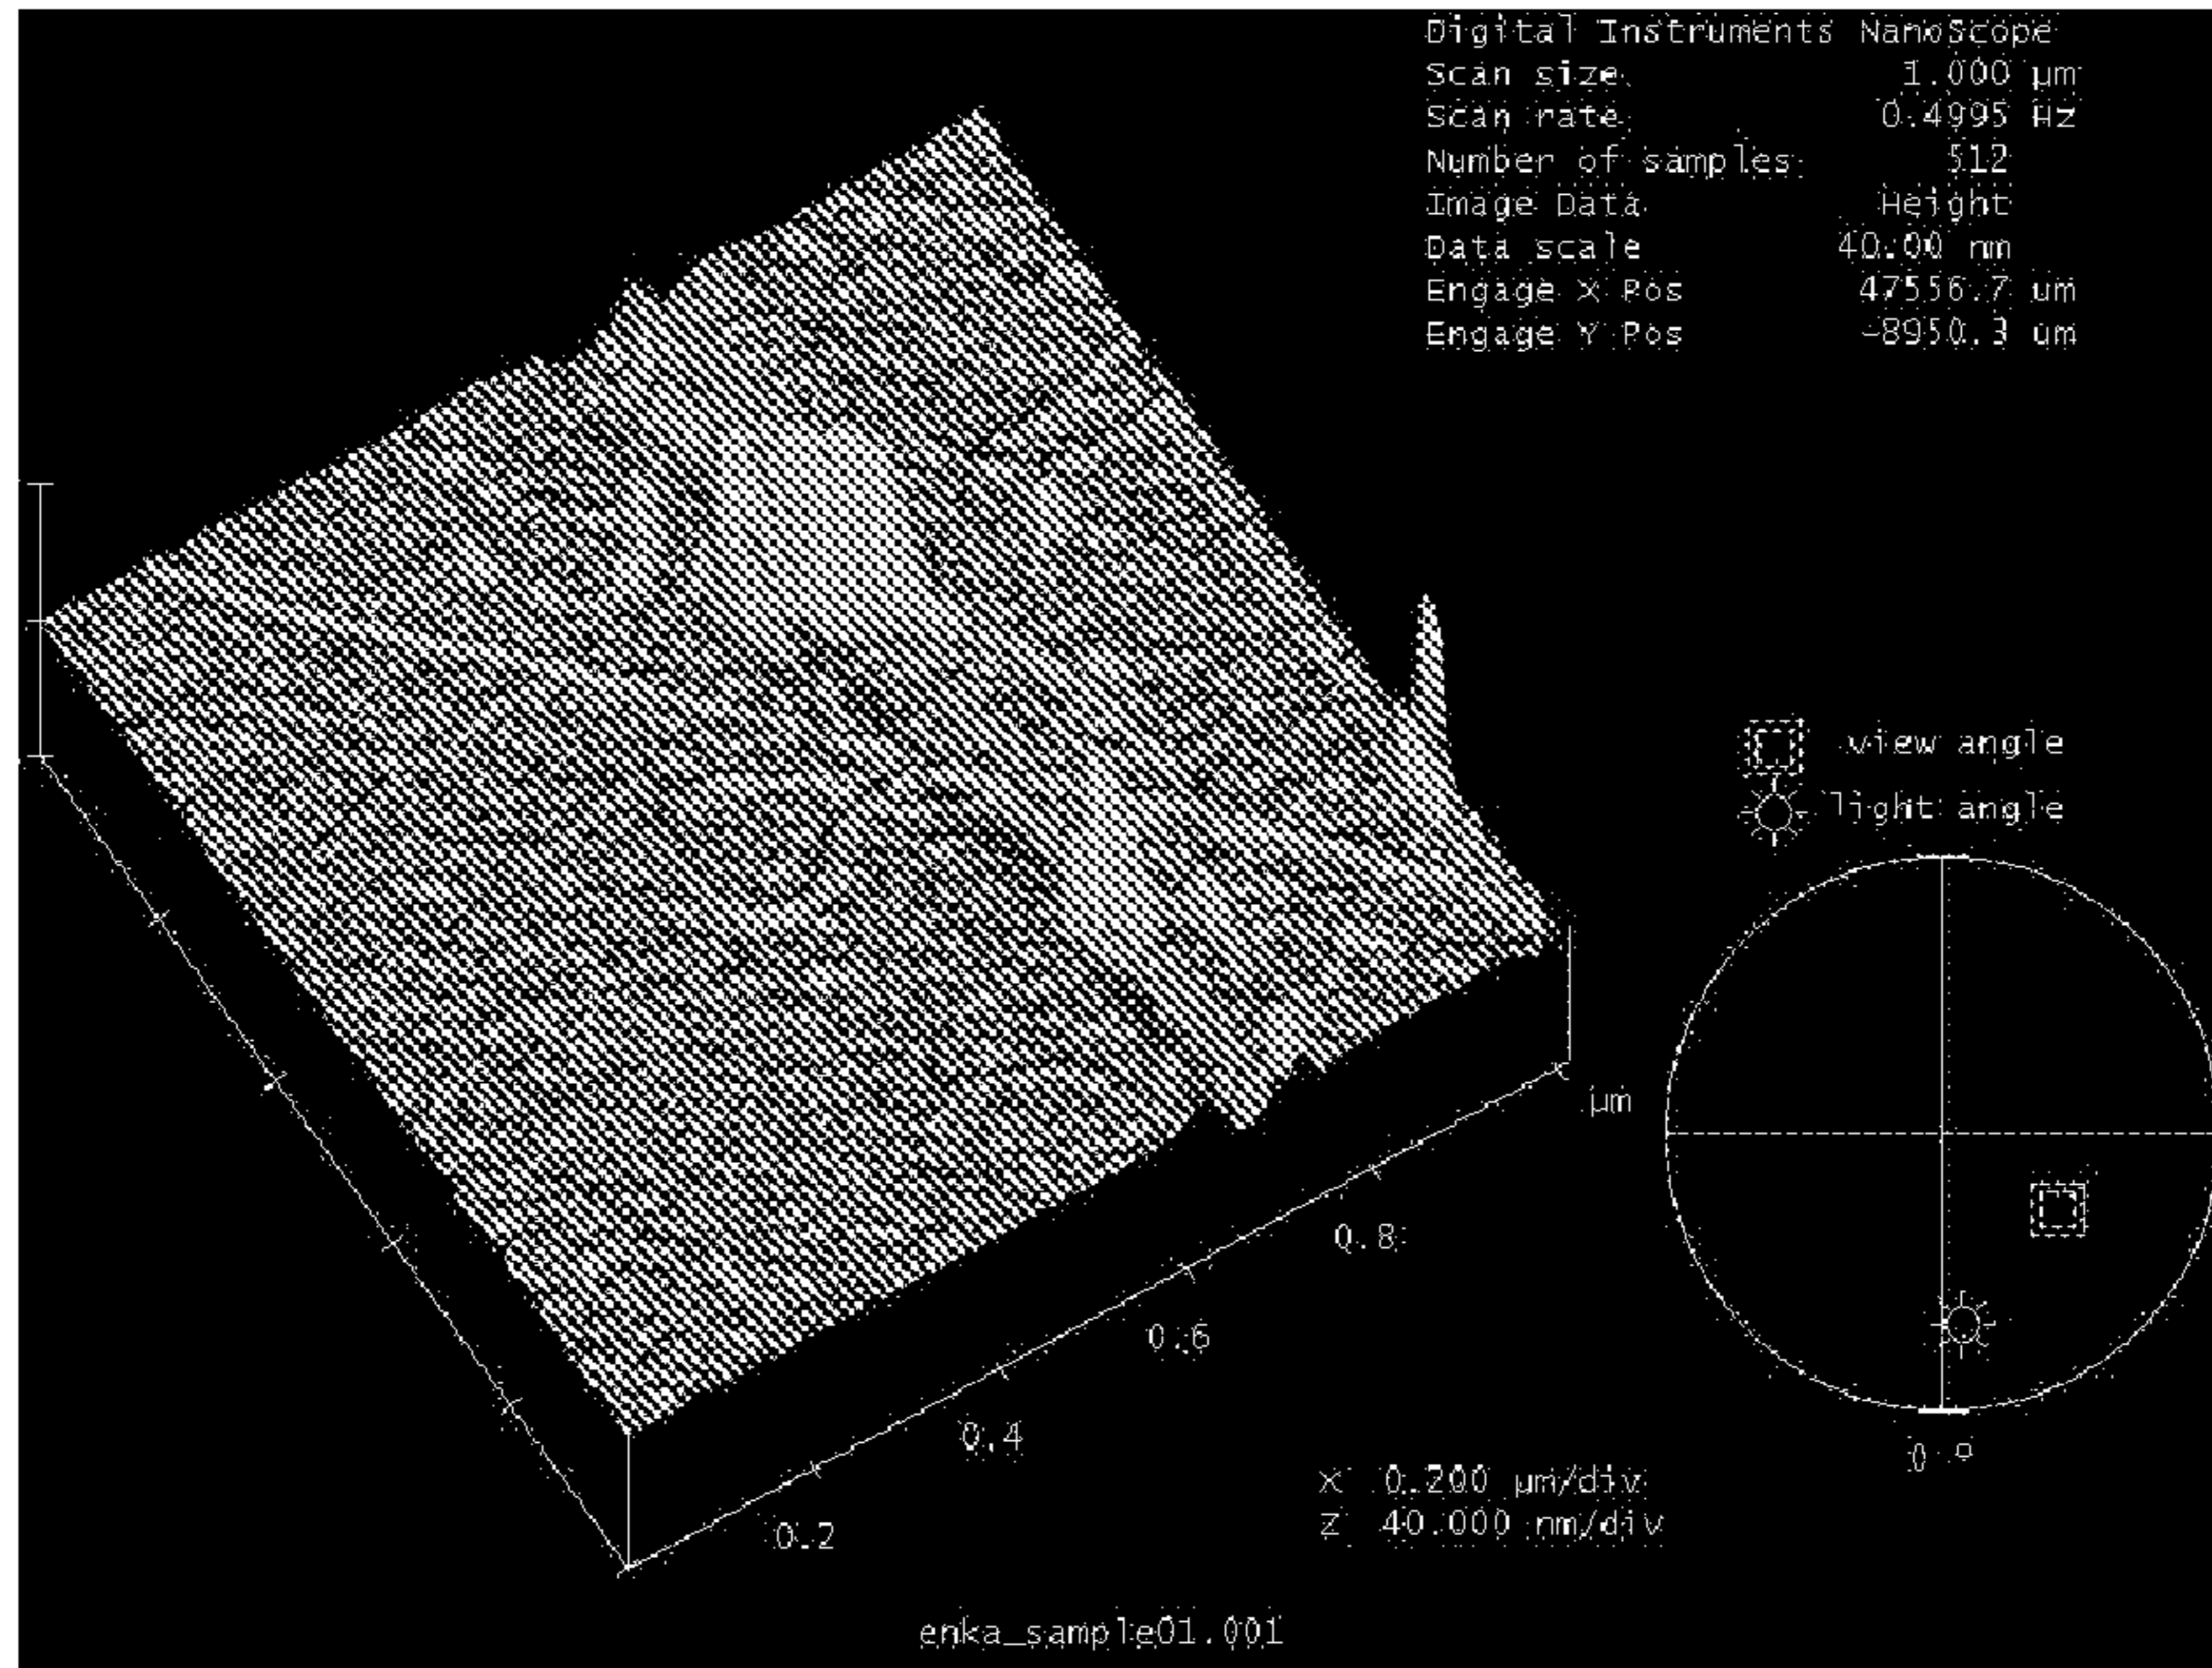 Digital Instruments NanoScope
Scan size 1.000 µm
Scan rate 0.4995 Hz
Number of samples 512
Image Data Height
Data scale 40.00 nm
Engage X Pos 47556.7 um
Engage Y Pos -8950.3 um
view angle
light angle
µm
0.8
0.6
0.4
0.2
X 0.200 µm/div
Z 40.000 nm/div
0 º
enka_sample01.001